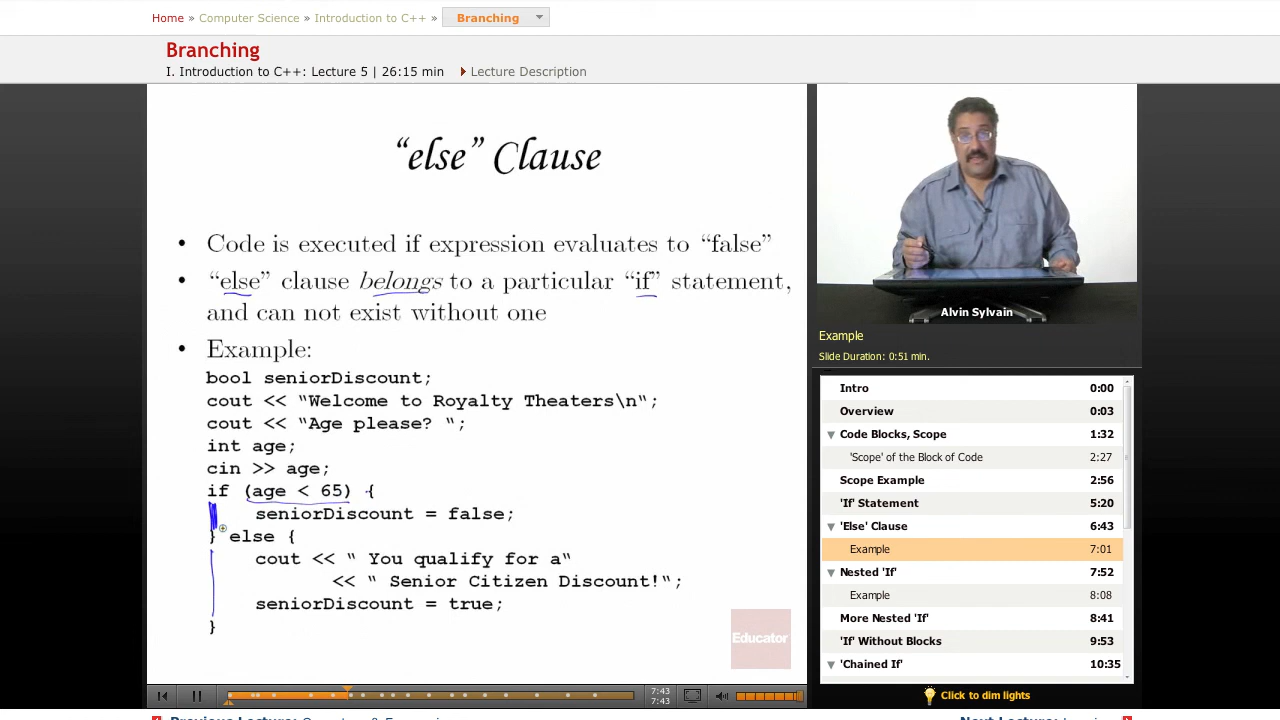 Home » Computer Science » Introduction to C++ » Branching
Branching
I. Introduction to C++: Lecture 5 | 26:15 min Lecture Description
“else” Clause
• Code is executed if expression evaluates to “false”
• “else” clause belongs to a particular “if” statement,
and can not exist without one
• Example:
bool seniorDiscount;
cout << "Welcome to Royalty Theaters\n";
cout << "Age please? ";
int age;
cin >> age;
if (age < 65) {
seniorDiscount = false;
} else {
cout << " You qualify for a"
<< " Senior Citizen Discount!";
seniorDiscount = true;
}
Educator
Alvin Sylvain
Example
Slide Duration: 0:51 min.
Intro 0:00
Overview 0:03
Code Blocks, Scope 1:32
'Scope' of the Block of Code 2:27
Scope Example 2:56
'If' Statement 5:20
'Else' Clause 6:43
Example 7:01
Nested 'If' 7:52
Example 8:08
More Nested 'If' 8:41
'If' Without Blocks 9:53
'Chained If' 10:35
7:43
7:43
Click to dim lights
Previous Lecture:
Next Lecture: